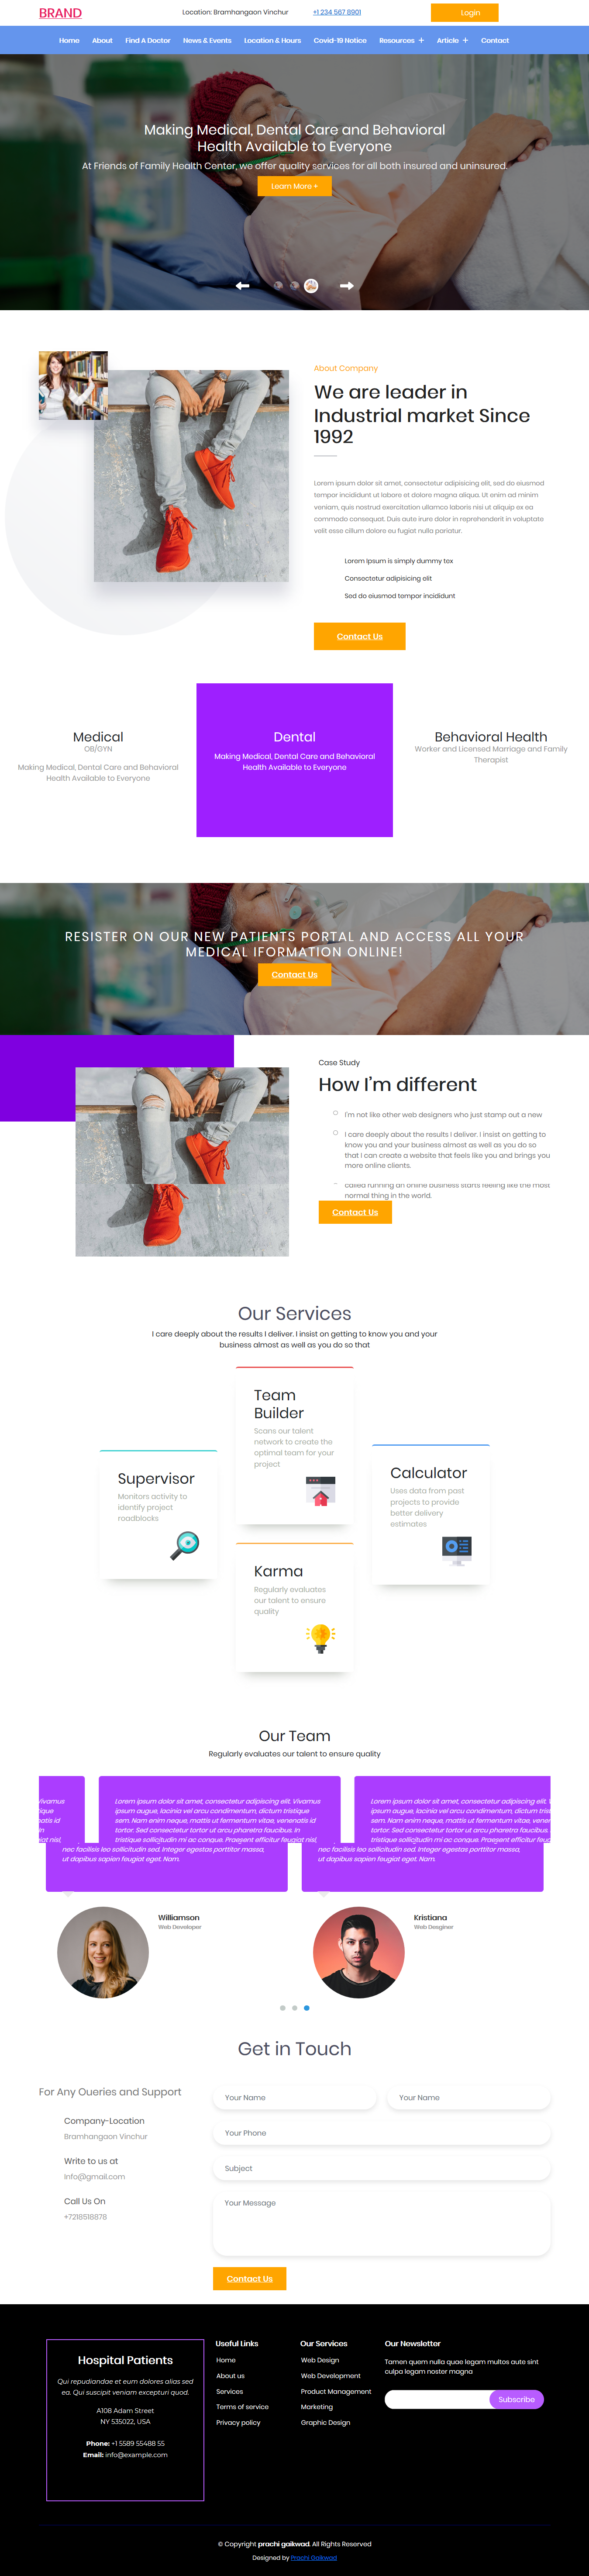 BRAND
Location: Bramhangaon Vinchur
+1 234 567 8901
Login
Home About Find A Doctor News & Events Location & Hours Covid-19 Notice Resources + Article + Contact
Making Medical, Dental Care and Behavioral
Health Available to Everyone
At Friends of Family Health Center, we offer quality services for all both insured and uninsured.
Learn More +
About Company
We are leader in
Industrial market Since
1992
Lorem ipsum dolor sit amet, consectetur adipisicing elit, sed do eiusmod
tempor incididunt ut labore et dolore magna aliqua. Ut enim ad minim
veniam, quis nostrud exercitation ullamco laboris nisi ut aliquip ex ea
commodo consequat. Duis aute irure dolor in reprehenderit in voluptate
velit esse cillum dolore eu fugiat nulla pariatur.
Lorem Ipsum is simply dummy tex
Consectetur adipisicing elit
Sed do eiusmod tempor incididunt
Contact Us
Medical
OB/GYN
Making Medical, Dental Care and Behavioral
Health Available to Everyone
Dental
Making Medical, Dental Care and Behavioral
Health Available to Everyone
Behavioral Health
Worker and Licensed Marriage and Family
Therapist
RESISTER ON OUR NEW PATIENTS PORTAL AND ACCESS ALL YOUR
MEDICAL IFORMATION ONLINE!
Contact Us
Case Study
How I'm different
I'm not like other web designers who just stamp out a new
I care deeply about the results I deliver. I insist on getting to
know you and your business almost as well as you do so
that I can create a website that feels like you and brings you
more online clients.
called running an online business starts feeling like the most
normal thing in the world.
Contact Us
Our Services
I care deeply about the results I deliver. I insist on getting to know you and your
business almost as well as you do so that
Supervisor
Monitors activity to
identify project
roadblocks
Team
Builder
Scans our talent
network to create the
optimal team for your
project
Karma
Regularly evaluates
our talent to ensure
quality
Calculator
Uses data from past
projects to provide
better delivery
estimates
Our Team
Regularly evaluates our talent to ensure quality
Vivamus
tique
natis id
in
giat nisl,
Lorem ipsum dolor sit amet, consectetur adipiscing elit. Vivamus
ipsum augue, lacinia vel arcu condimentum, dictum tristique
sem. Nam enim neque, mattis ut fermentum vitae, venenatis id
tortor. Sed consectetur tortor ut arcu pharetra faucibus. In
tristique sollicitudin mi ac congue. Praesent efficitur feugiat nisl,
Lorem ipsum dolor sit amet, consectetur adipiscing elit.
ipsum augue, lacinia vel arcu condimentum, dictum trist
sem. Nam enim neque, mattis ut fermentum vitae, venen
tortor. Sed consectetur tortor ut arcu pharetra faucibus.
tristique sollicitudin mi ac congue. Praesent efficitur feug
nec facilisis leo sollicitudin sed. Integer egestas porttitor massa,
ut dapibus sapien feugiat eget. Nam.
nec facilisis leo sollicitudin sed. Integer egestas porttitor massa,
ut dapibus sapien feugiat eget. Nam.
Williamson
Web Developer
Kristiana
Web Desginer
Get in Touch
For Any Oueries and Support
Company-Location
Bramhangaon Vinchur
Write to us at
Info@gmail.com
Call Us On
+7218518878
Your Name
Your Name
Your Phone
Subject
Your Message
Contact Us
Hospital Patients
Qui repudiandae et eum dolores alias sed
ea. Qui suscipit veniam excepturi quod.
A108 Adam Street
NY 535022, USA
Phone: +1 5589 55488 55
Email: info@example.com
Useful Links
Home
About us
Services
Terms of service
Privacy policy
Our Services
Web Design
Web Development
Product Management
Marketing
Graphic Design
Our Newsletter
Tamen quem nulla quae legam multos aute sint
culpa legam noster magna
Subscribe
© Copyright prachi gaikwad. All Rights Reserved
Designed by Prachi Gaikwad